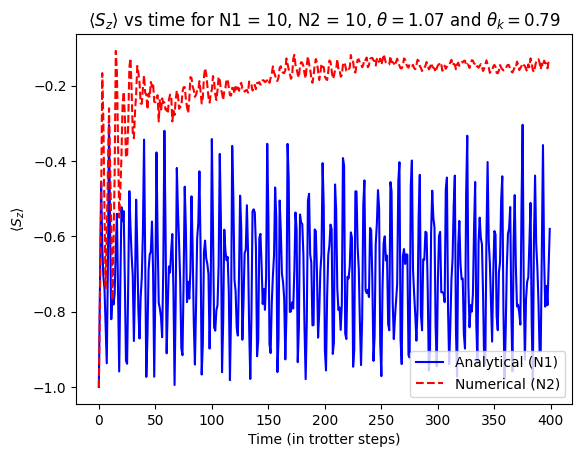 ⟨S_z⟩ vs time for N1 = 10, N2 = 10, θ = 1.07 and θ_k = 0.79
⟨S_z⟩
−0.2
−0.4
−0.6
−0.8
−1.0
0 50 100 150 200 250 300 350 400
Time (in trotter steps)
Analytical (N1)
Numerical (N2)